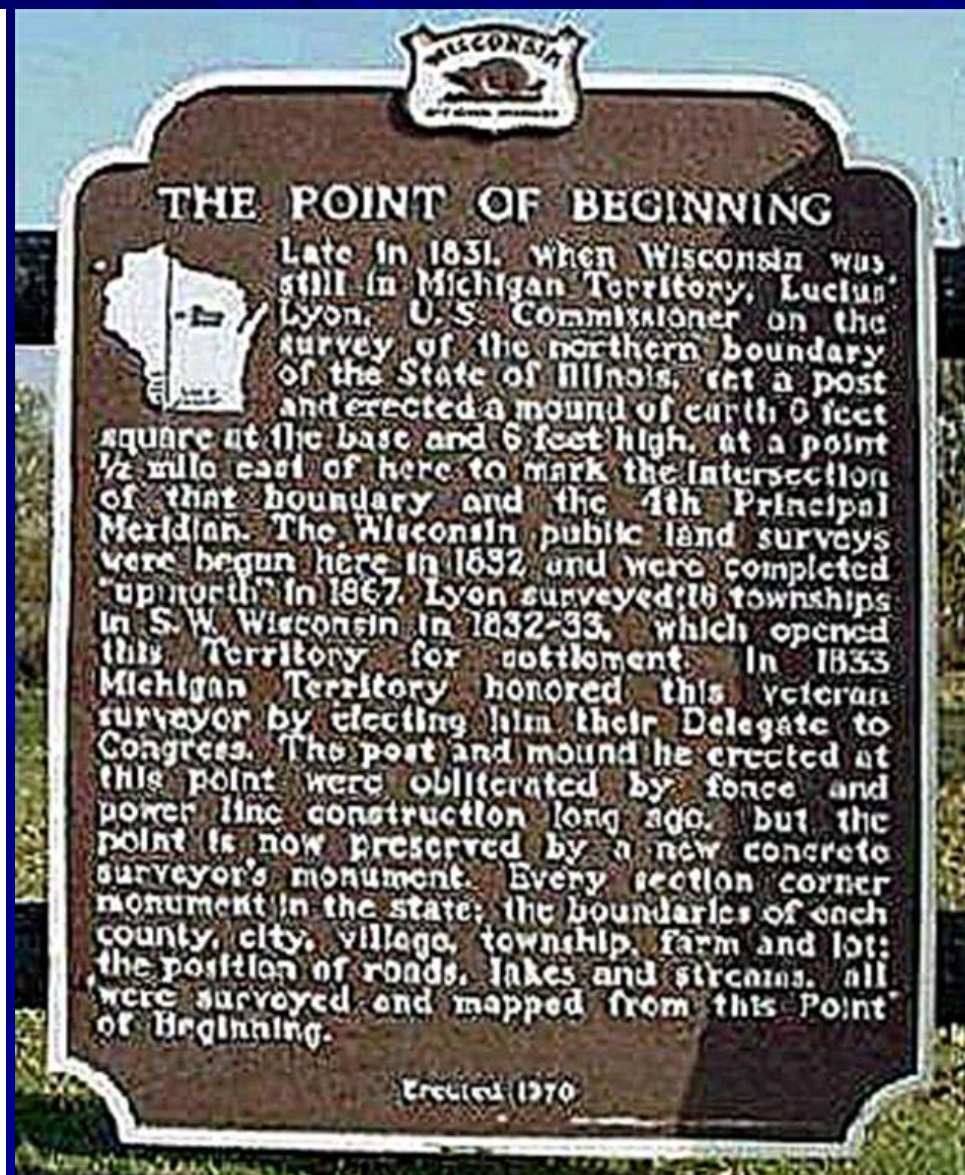 WISCONSIN
THE POINT OF BEGINNING
Late in 1831, when Wisconsin was
still in Michigan Territory, Lucius
Lyon, U.S. Commissioner on the
survey of the northern boundary
of the State of Illinois, set a post
and erected a mound of earth 6 feet
square at the base and 6 feet high, at a point
½ mile east of here to mark the intersection
of that boundary and the 4th Principal
Meridian. The Wisconsin public land surveys
were begun here in 1832 and were completed
"up north" in 1867. Lyon surveyed 16 townships
in S.W. Wisconsin in 1832-33, which opened
this Territory for settlement. In 1833
Michigan Territory honored this veteran
surveyor by electing him their Delegate to
Congress. The post and mound he erected at
this point were obliterated by fence and
power line construction long ago, but the
point is now preserved by a new concrete
surveyor's monument. Every section corner
monument in the state; the boundaries of each
county, city, village, township, farm and lot;
the position of roads, lakes and streams, all
were surveyed and mapped from this Point
of Beginning.
Erected 1970